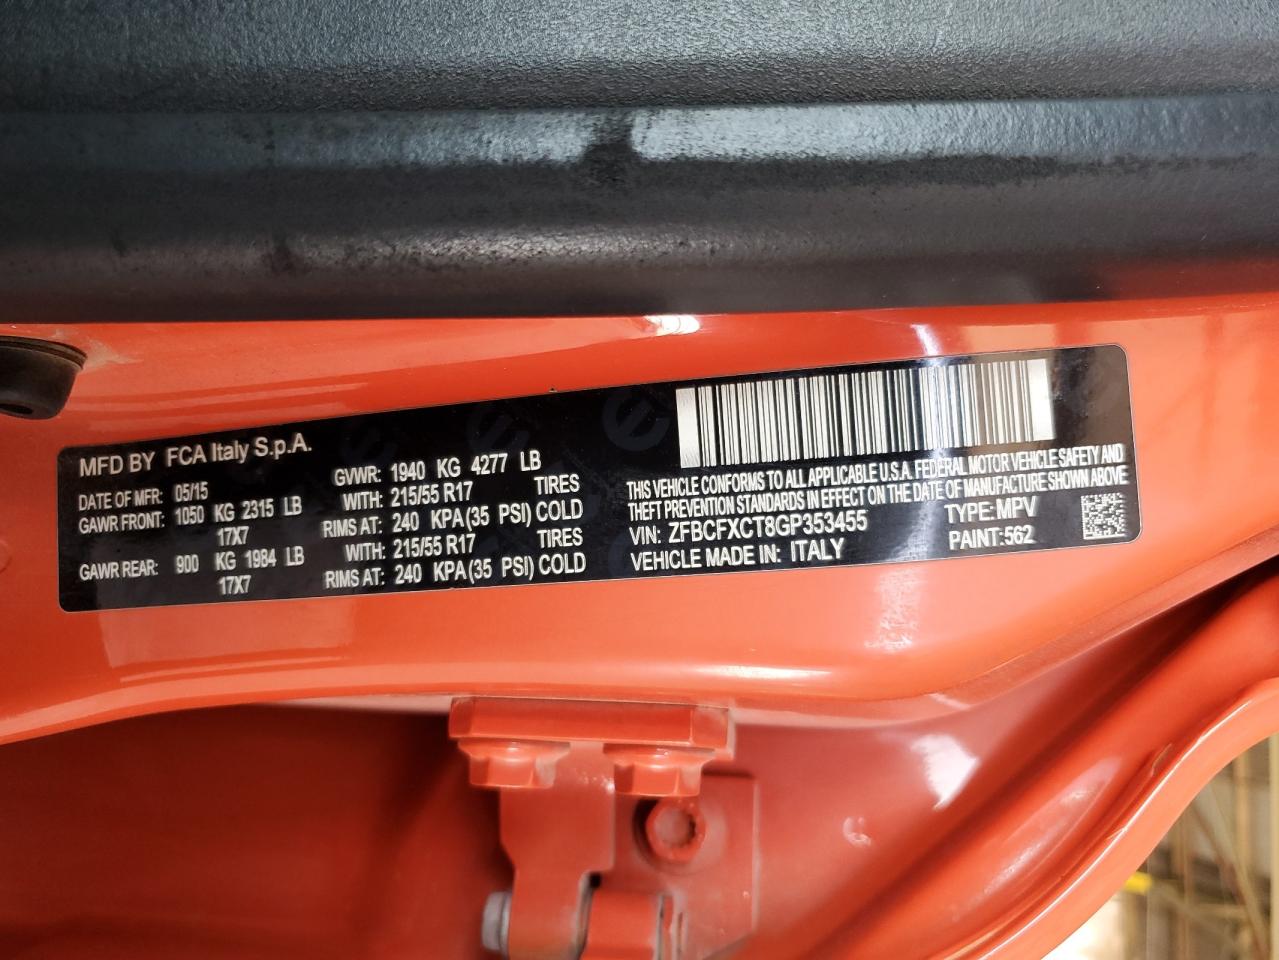 MFD BY FCA Italy S.p.A.
DATE OF MFR: 05/15 GVWR: 1940 KG 4277 LB
GAWR FRONT: 1050 KG 2315 LB WITH: 215/55 R17 TIRES
17X7 RIMS AT: 240 KPA(35 PSI) COLD
GAWR REAR: 900 KG 1984 LB WITH: 215/55 R17 TIRES
17X7 RIMS AT: 240 KPA(35 PSI) COLD
THIS VEHICLE CONFORMS TO ALL APPLICABLE U.S.A. FEDERAL MOTOR VEHICLE SAFETY AND
THEFT PREVENTION STANDARDS IN EFFECT ON THE DATE OF MANUFACTURE SHOWN ABOVE
VIN: ZFBCFXCT8GP353455 TYPE: MPV
VEHICLE MADE IN: ITALY PAINT:562